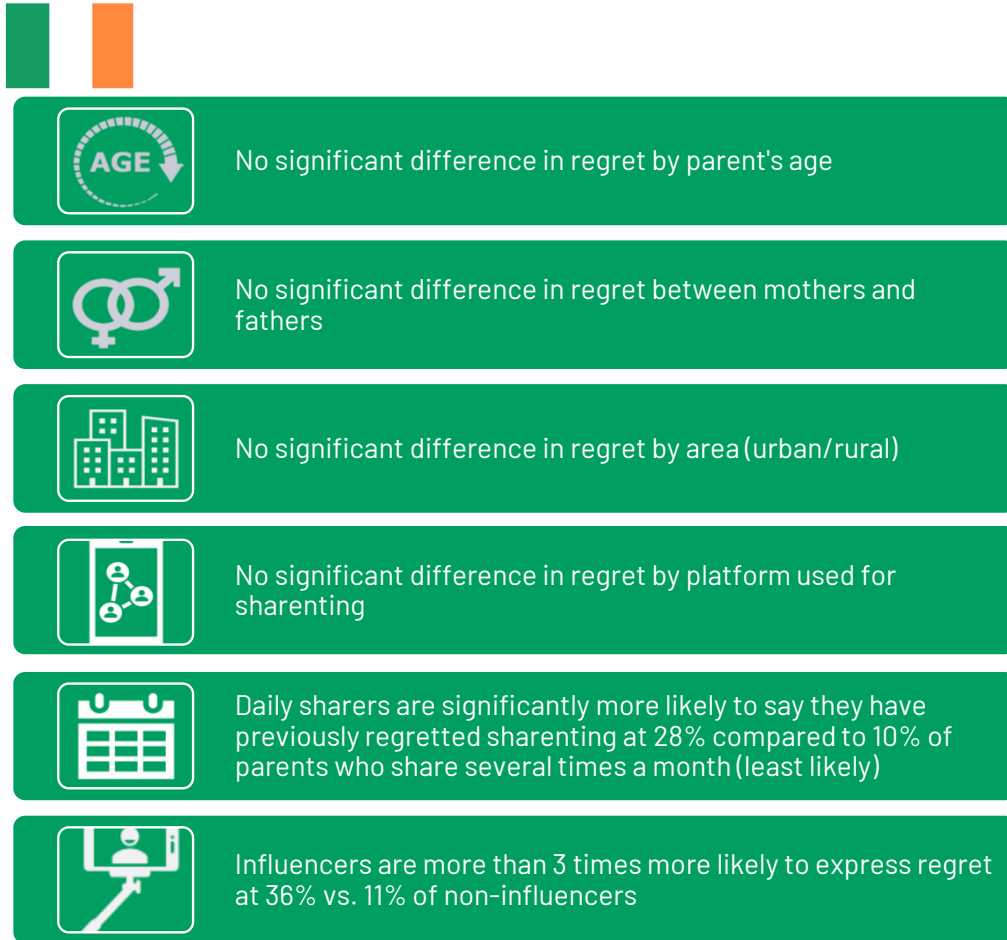 AGE
No significant difference in regret by parent's age
No significant difference in regret between mothers and
fathers
No significant difference in regret by area (urban/rural)
No significant difference in regret by platform used for
sharenting
Daily sharers are significantly more likely to say they have
previously regretted sharenting at 28% compared to 10% of
parents who share several times a month (least likely)
Influencers are more than 3 times more likely to express regret
at 36% vs. 11% of non-influencers